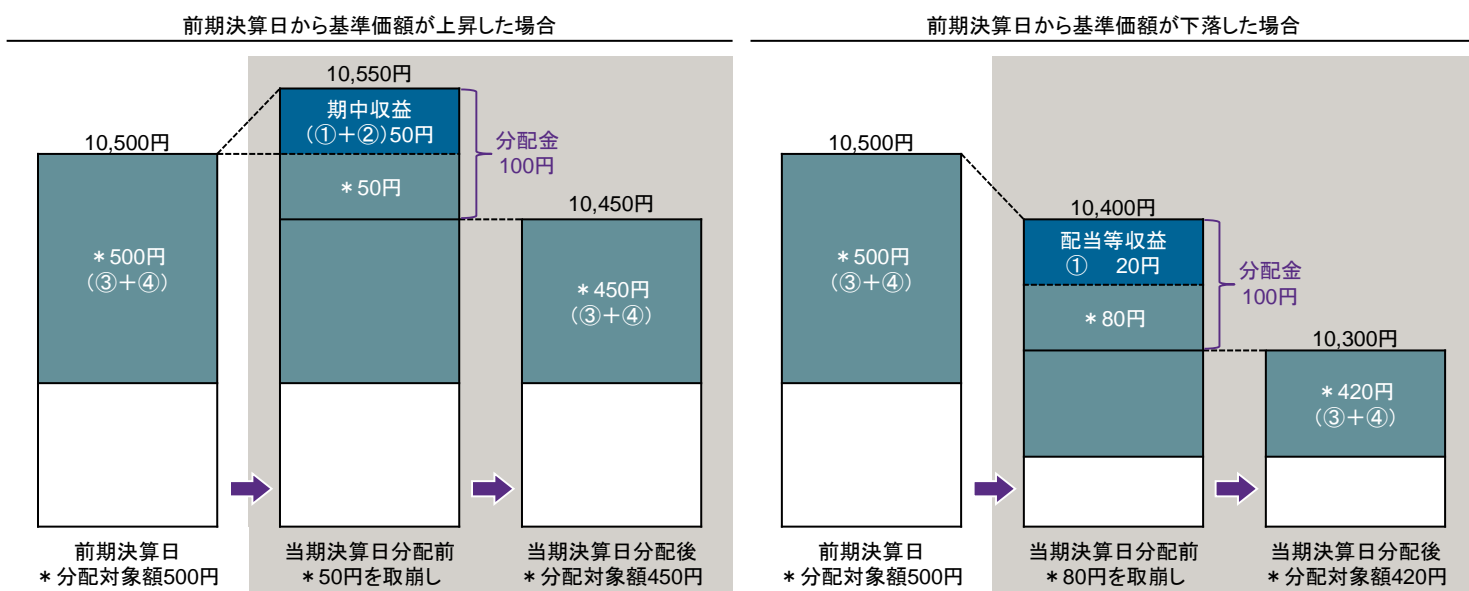 前期決算日から基準価額が上昇した場合
10,550円
期中収益
(①+②)50円
10,500円
分配金
100円
*50円
10,450円
*500円
(③+④)
*450円
(③+④)
前期決算日
*分配対象額500円
当期決算日分配前
*50円を取崩し
当期決算日分配後
*分配対象額450円
前期決算日から基準価額が下落した場合
10,500円
10,400円
配当等収益
① 20円
*500円
(③+④)
分配金
100円
*80円
10,300円
*420円
(③+④)
前期決算日
*分配対象額500円
当期決算日分配前
*80円を取崩し
当期決算日分配後
*分配対象額420円